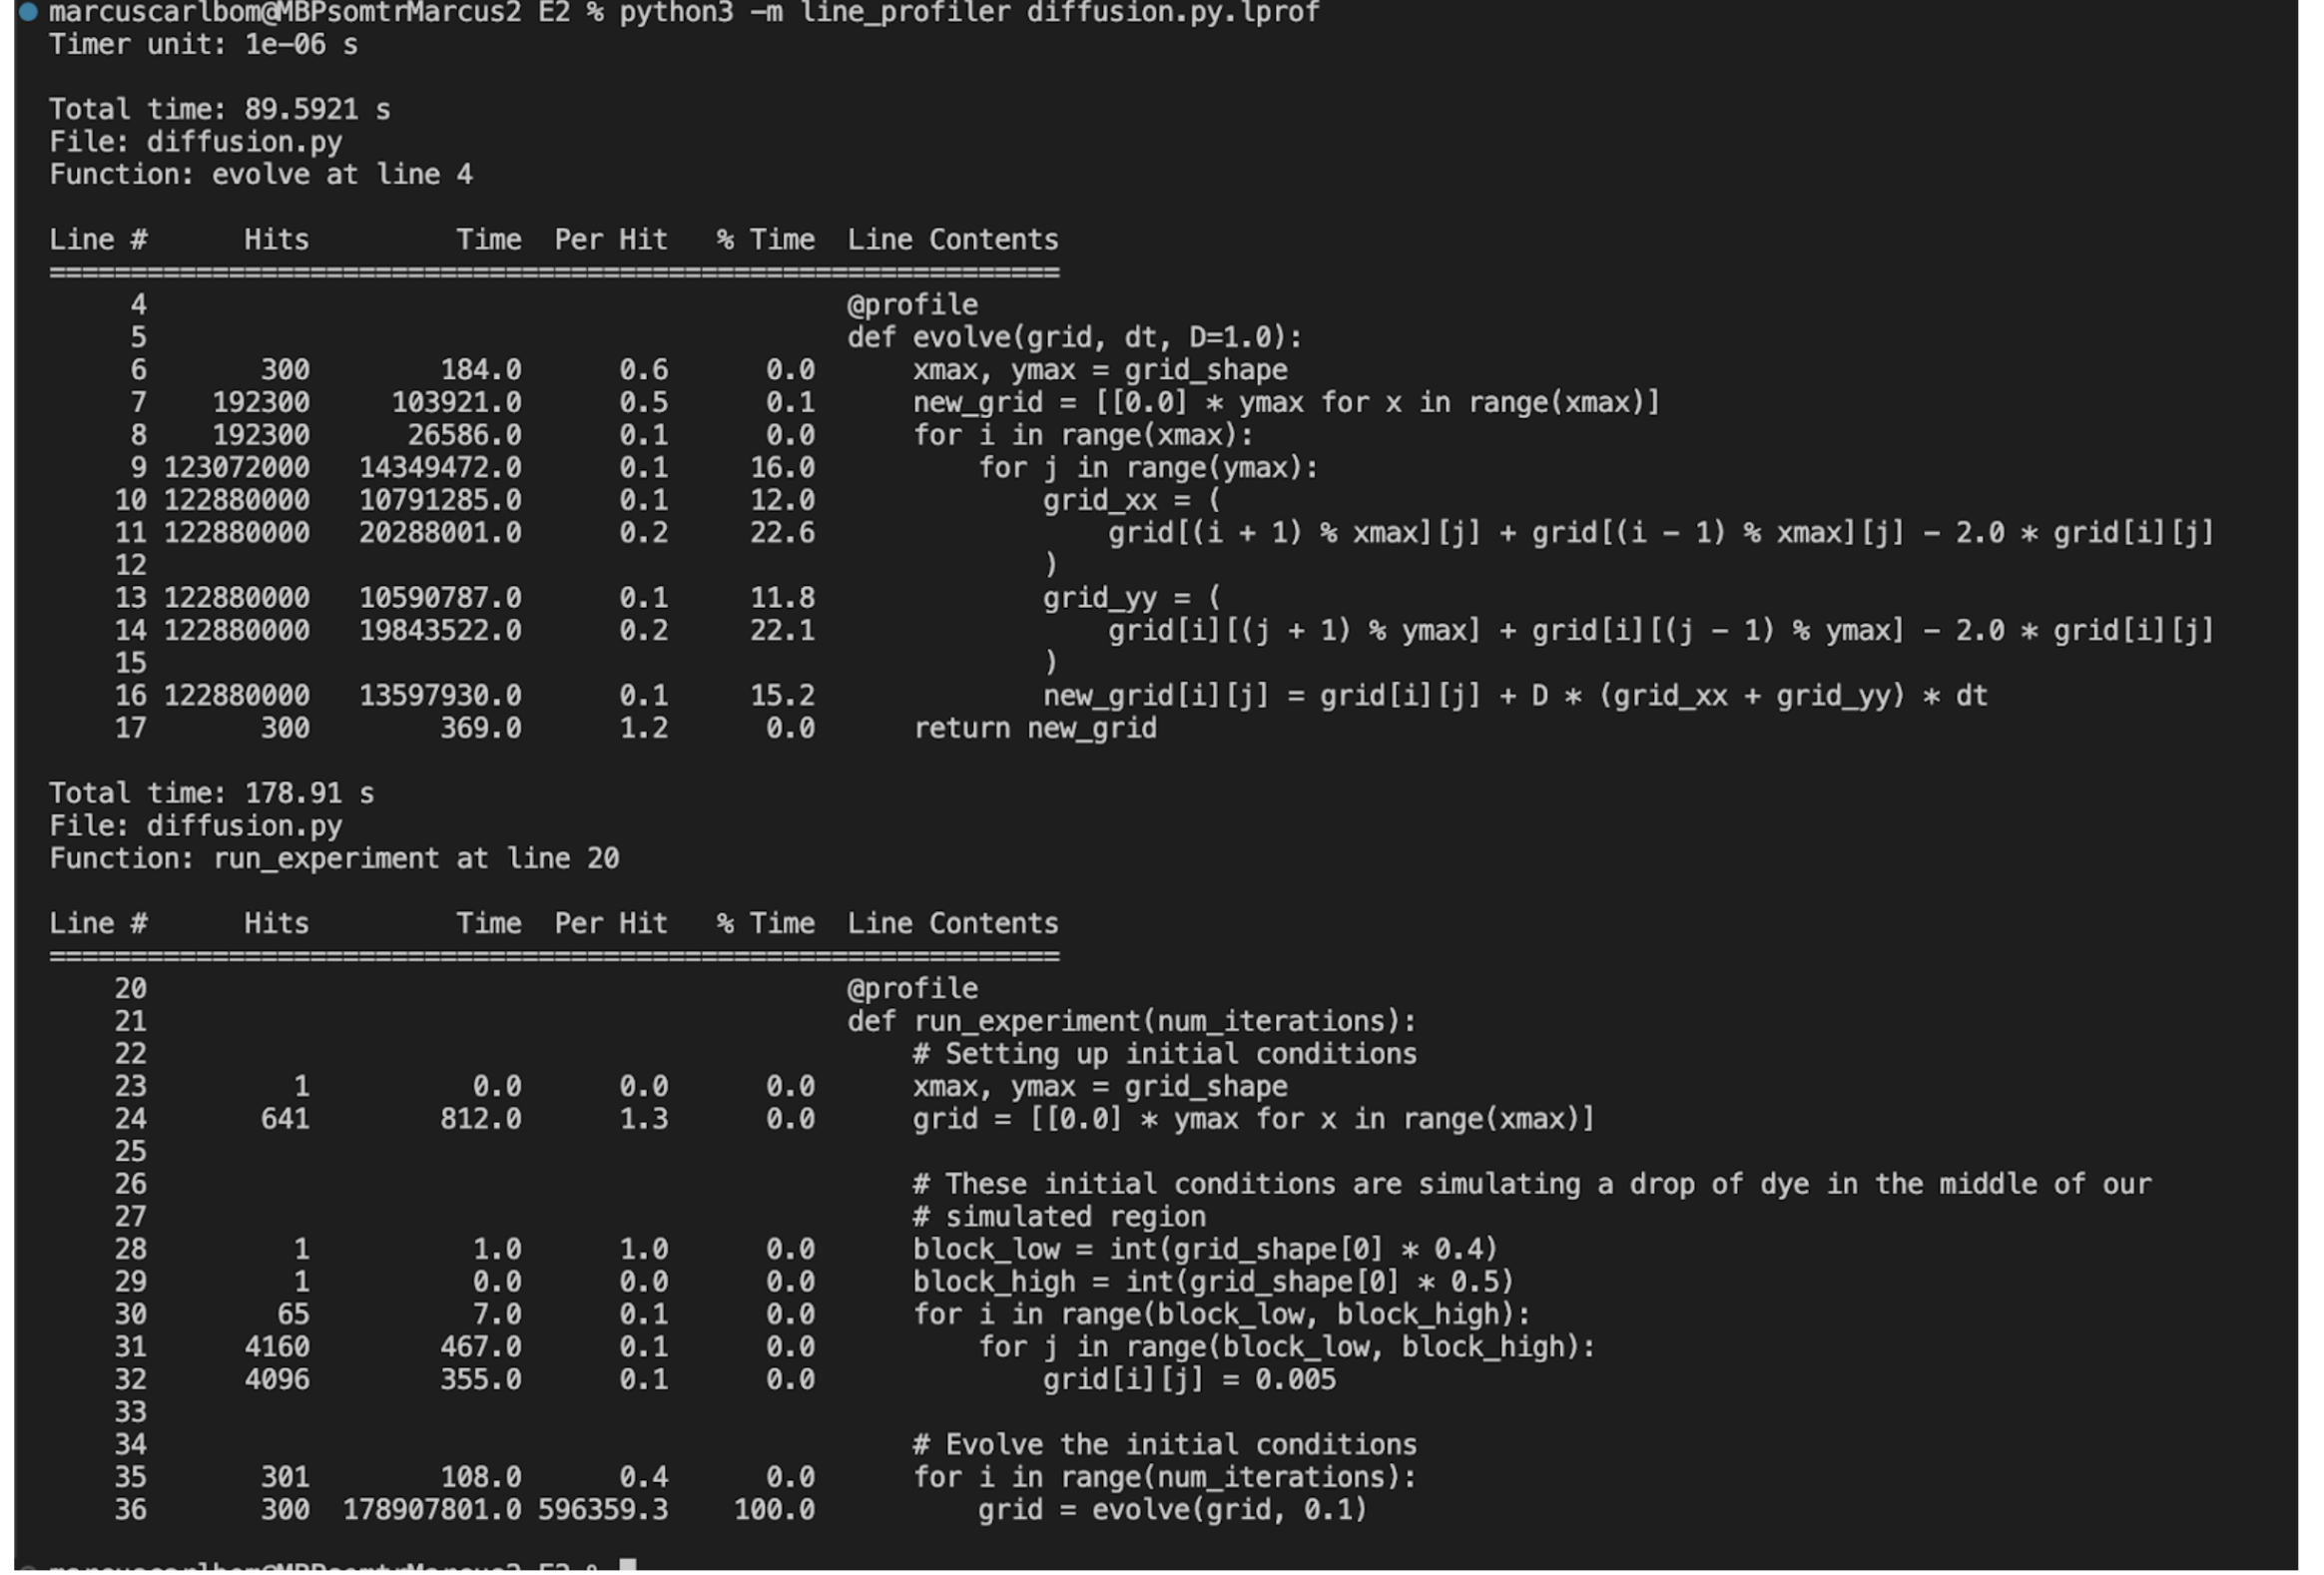 marcuscarlbom@MBPsomtrMarcus2 E2 % python3 -m line_profiler diffusion.py.lprof
Timer unit: 1e-06 s
Total time: 89.5921 s
File: diffusion.py
Function: evolve at line 4
Line # Hits Time Per Hit % Time Line Contents
==============================================================
4 @profile
5 def evolve(grid, dt, D=1.0):
6 300 184.0 0.6 0.0 xmax, ymax = grid_shape
7 192300 103921.0 0.5 0.1 new_grid = [[0.0] * ymax for x in range(xmax)]
8 192300 26586.0 0.1 0.0 for i in range(xmax):
9 123072000 14349472.0 0.1 16.0 for j in range(ymax):
10 122880000 10791285.0 0.1 12.0 grid_xx = (
11 122880000 20288001.0 0.2 22.6 grid[(i + 1) % xmax][j] + grid[(i - 1) % xmax][j] - 2.0 * grid[i][j]
12 )
13 122880000 10590787.0 0.1 11.8 grid_yy = (
14 122880000 19843522.0 0.2 22.1 grid[i][(j + 1) % ymax] + grid[i][(j - 1) % ymax] - 2.0 * grid[i][j]
15 )
16 122880000 13597930.0 0.1 15.2 new_grid[i][j] = grid[i][j] + D * (grid_xx + grid_yy) * dt
17 300 369.0 1.2 0.0 return new_grid
Total time: 178.91 s
File: diffusion.py
Function: run_experiment at line 20
Line # Hits Time Per Hit % Time Line Contents
==============================================================
20 @profile
21 def run_experiment(num_iterations):
22 # Setting up initial conditions
23 1 0.0 0.0 0.0 xmax, ymax = grid_shape
24 641 812.0 1.3 0.0 grid = [[0.0] * ymax for x in range(xmax)]
25
26 # These initial conditions are simulating a drop of dye in the middle of our
27 # simulated region
28 1 1.0 1.0 0.0 block_low = int(grid_shape[0] * 0.4)
29 1 0.0 0.0 0.0 block_high = int(grid_shape[0] * 0.5)
30 65 7.0 0.1 0.0 for i in range(block_low, block_high):
31 4160 467.0 0.1 0.0 for j in range(block_low, block_high):
32 4096 355.0 0.1 0.0 grid[i][j] = 0.005
33
34 # Evolve the initial conditions
35 301 108.0 0.4 0.0 for i in range(num_iterations):
36 300 178907801.0 596359.3 100.0 grid = evolve(grid, 0.1)
marcuscarlbom@MBPsomtrMarcus2 E2 %